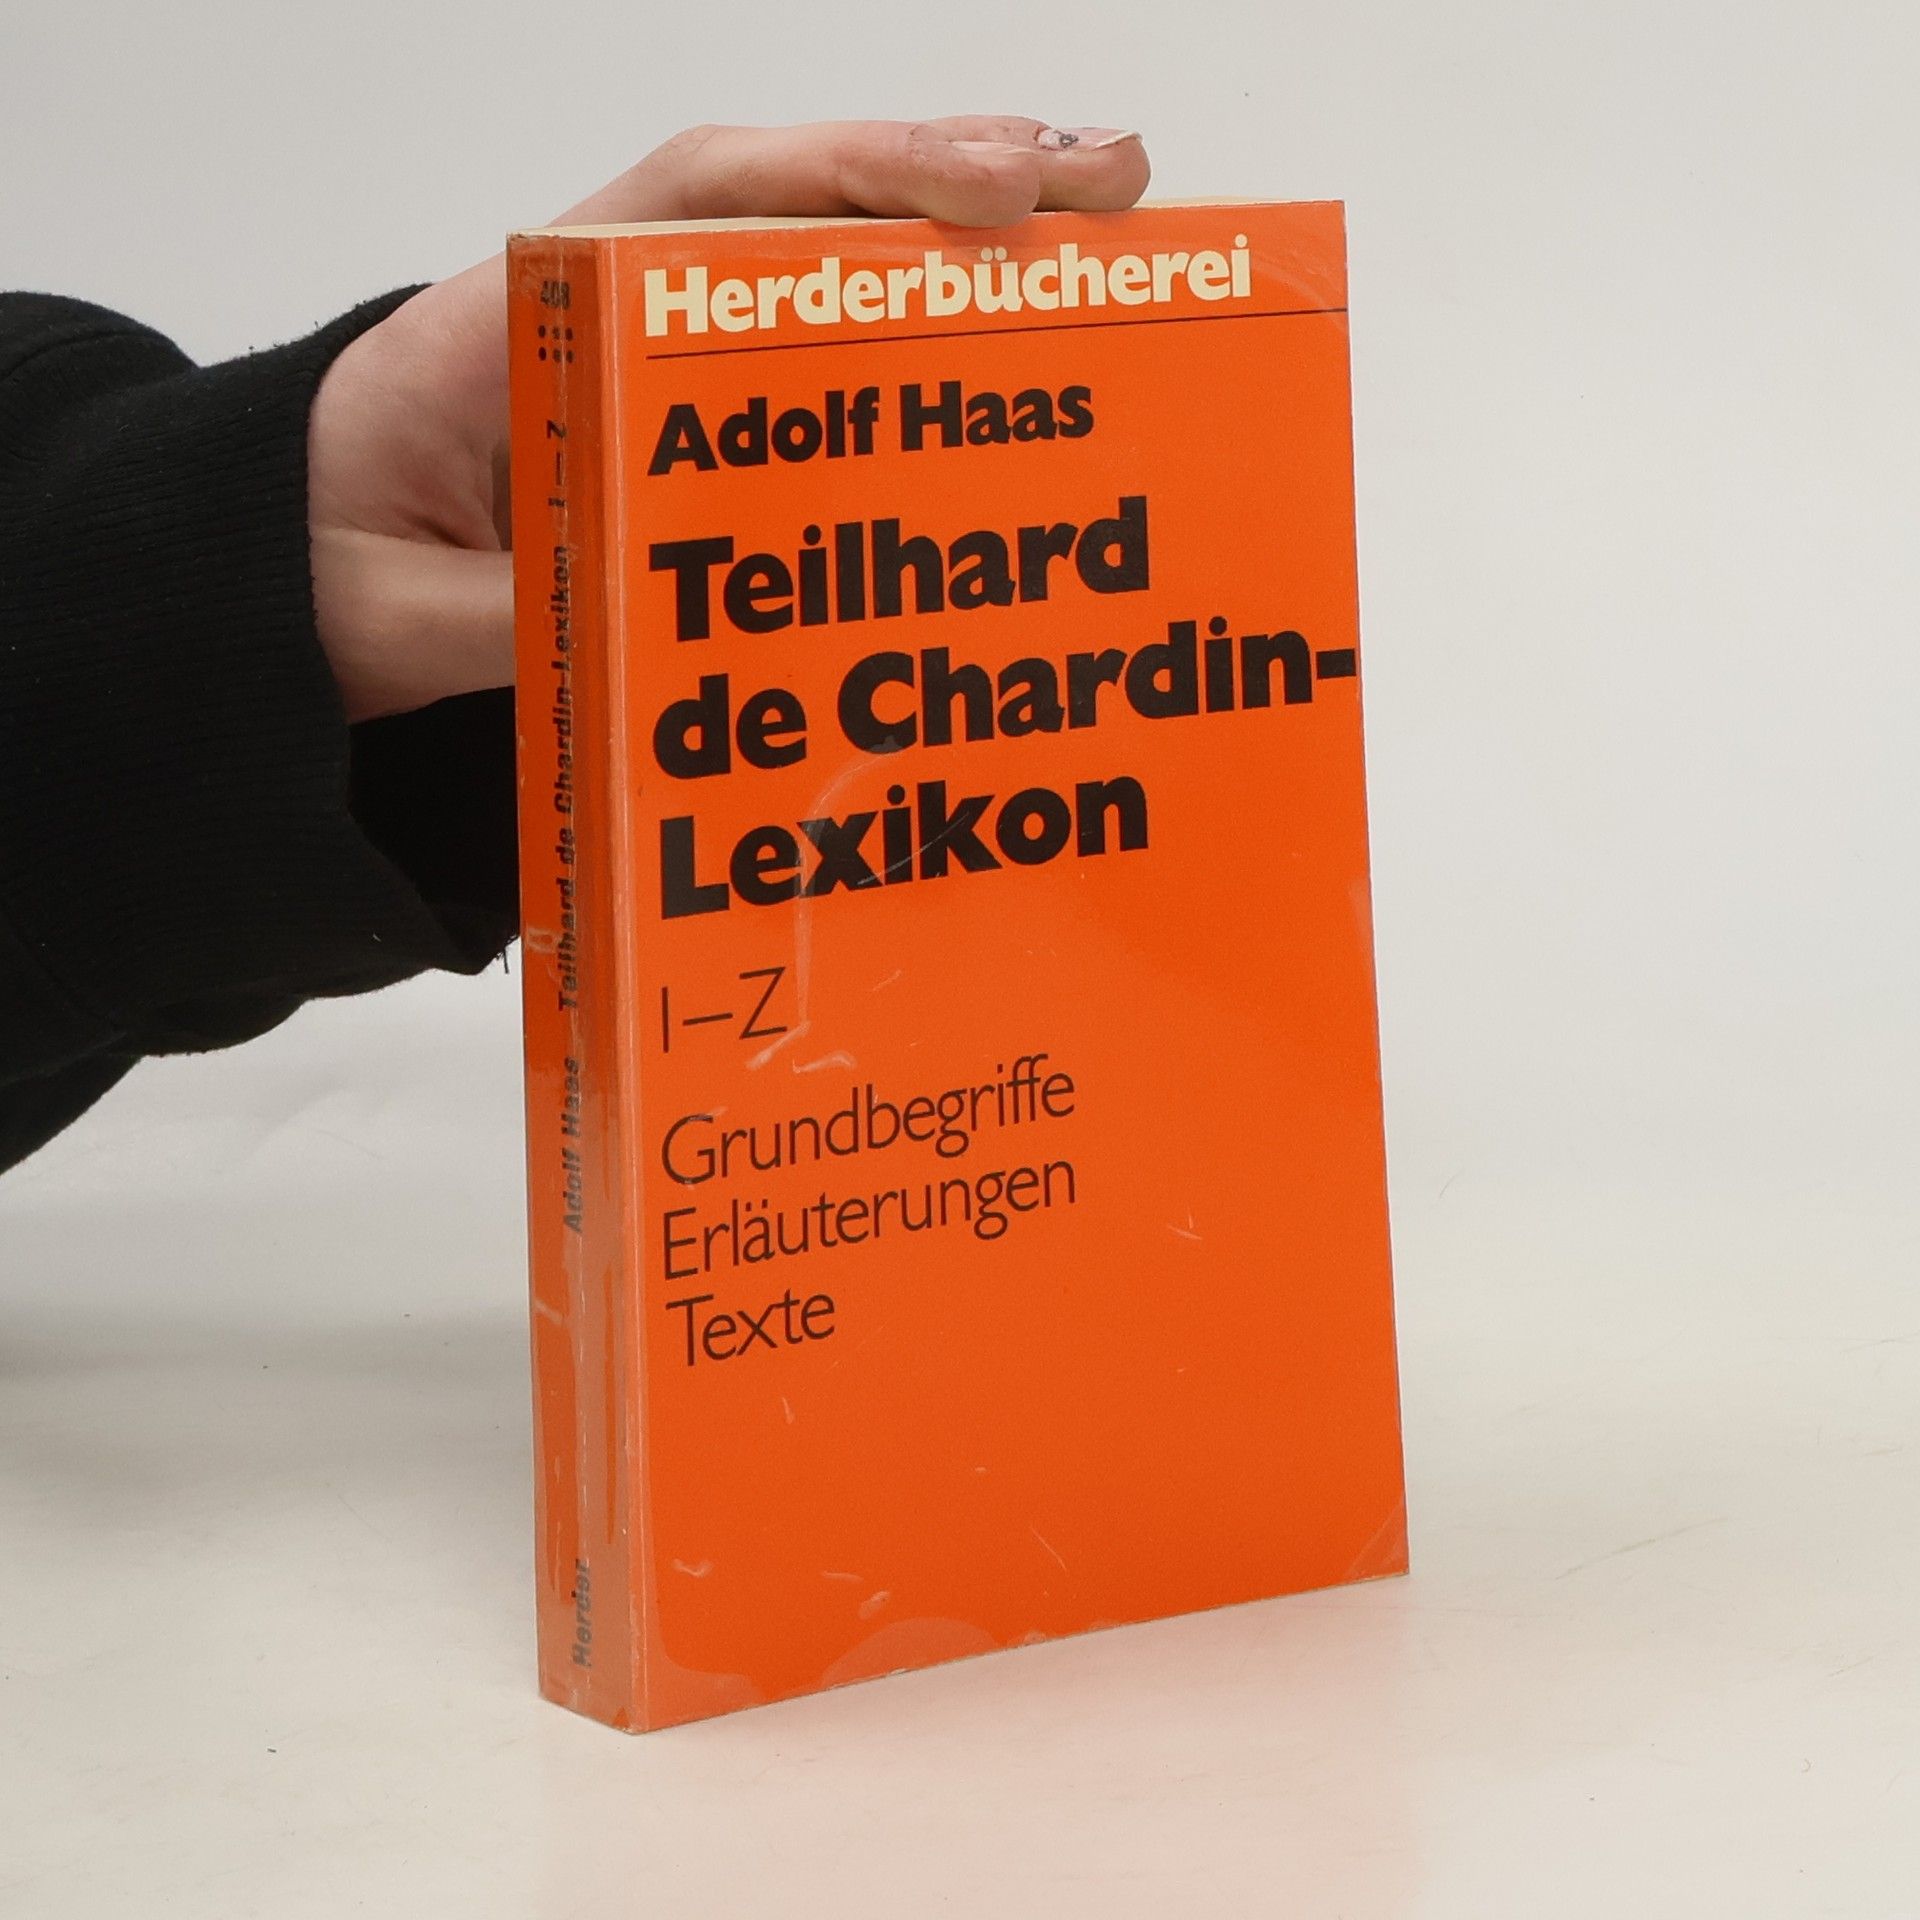 Herderbücherei
Adolf Haas
Teilhard
de Chardin-
Lexikon
I–Z
Grundbegriffe
Erläuterungen
Texte
408
Adolf Haas Teilhard de Chardin-Lexikon I–Z
Herder